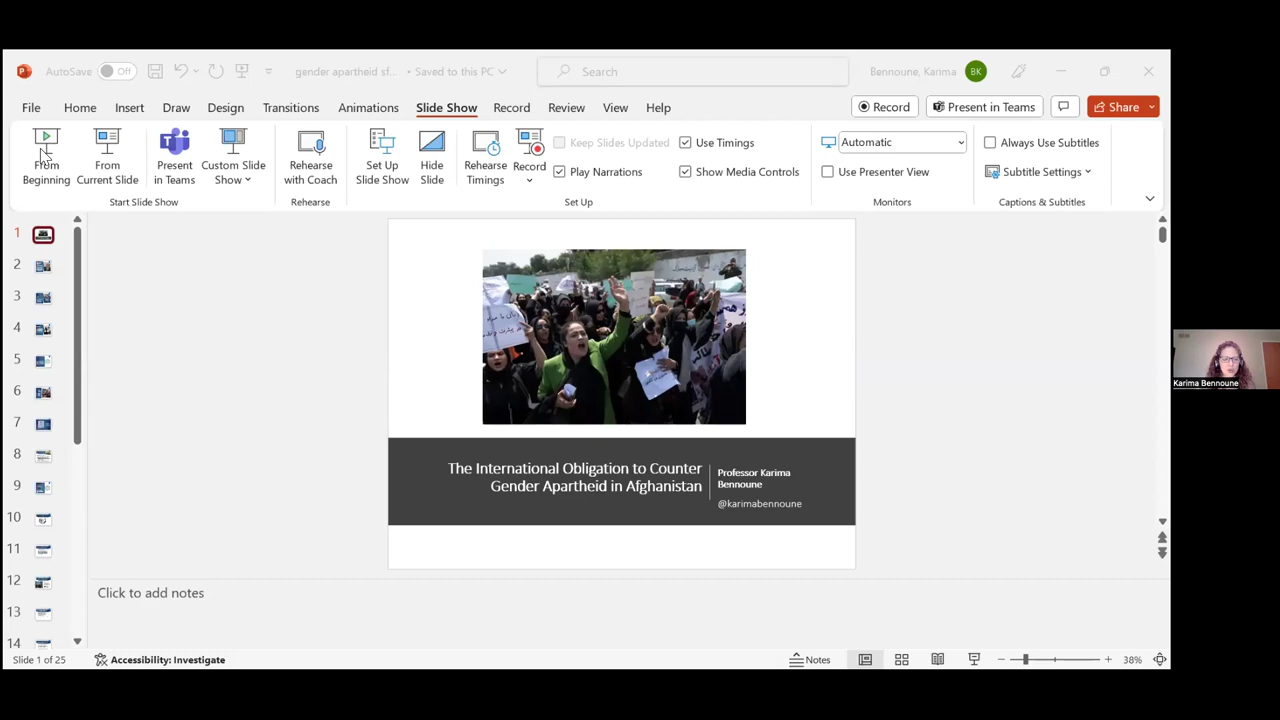 AutoSave Off gender apartheid sf... • Saved to this PC Search Bennoune, Karima BK
File Home Insert Draw Design Transitions Animations Slide Show Record Review View Help Record Present in Teams Share
From Beginning
From Current Slide
Present in Teams
Custom Slide Show
Rehearse with Coach
Set Up Slide Show
Hide Slide
Rehearse Timings
Record
Keep Slides Updated
Play Narrations
Use Timings
Show Media Controls
Automatic
Use Presenter View
Always Use Subtitles
Subtitle Settings
Start Slide Show Rehearse Set Up Monitors Captions & Subtitles
1
2
3
4
5
6
7
8
9
10
11
12
13
14
The International Obligation to Counter
Gender Apartheid in Afghanistan
Professor Karima
Bennoune
@karimabennoune
Karima Bennoune
Click to add notes
Slide 1 of 25 Accessibility: Investigate Notes 38%